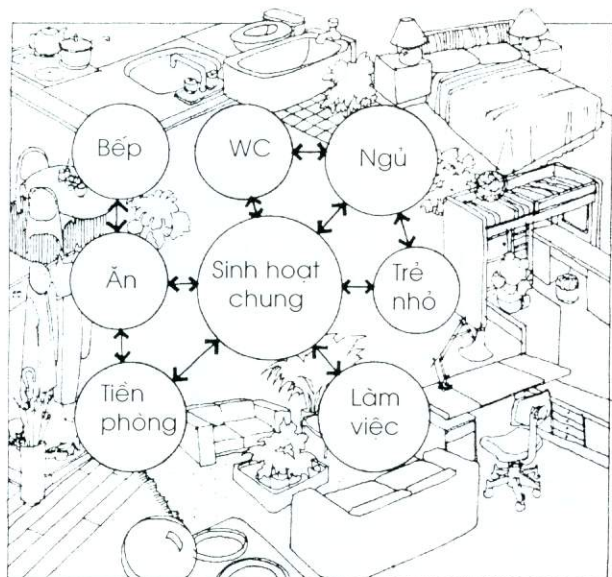 Bếp
WC
Ngủ
Ăn
Sinh hoạt
chung
Trẻ
nhỏ
Tiền
phòng
Làm
việc